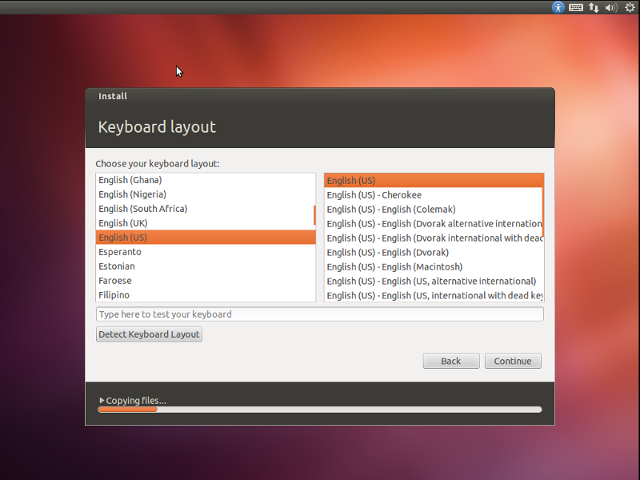 Install
Keyboard layout
Choose your keyboard layout:
English (Ghana)
English (Nigeria)
English (South Africa)
English (UK)
English (US)
Esperanto
Estonian
Faroese
Filipino
English (US)
English (US) - Cherokee
English (US) - English (Colemak)
English (US) - English (Dvorak alternative internation
English (US) - English (Dvorak international with dead
English (US) - English (Dvorak)
English (US) - English (Macintosh)
English (US) - English (US, alternative international)
English (US) - English (US, international with dead key
Type here to test your keyboard
Detect Keyboard Layout
Back
Continue
Copying files...